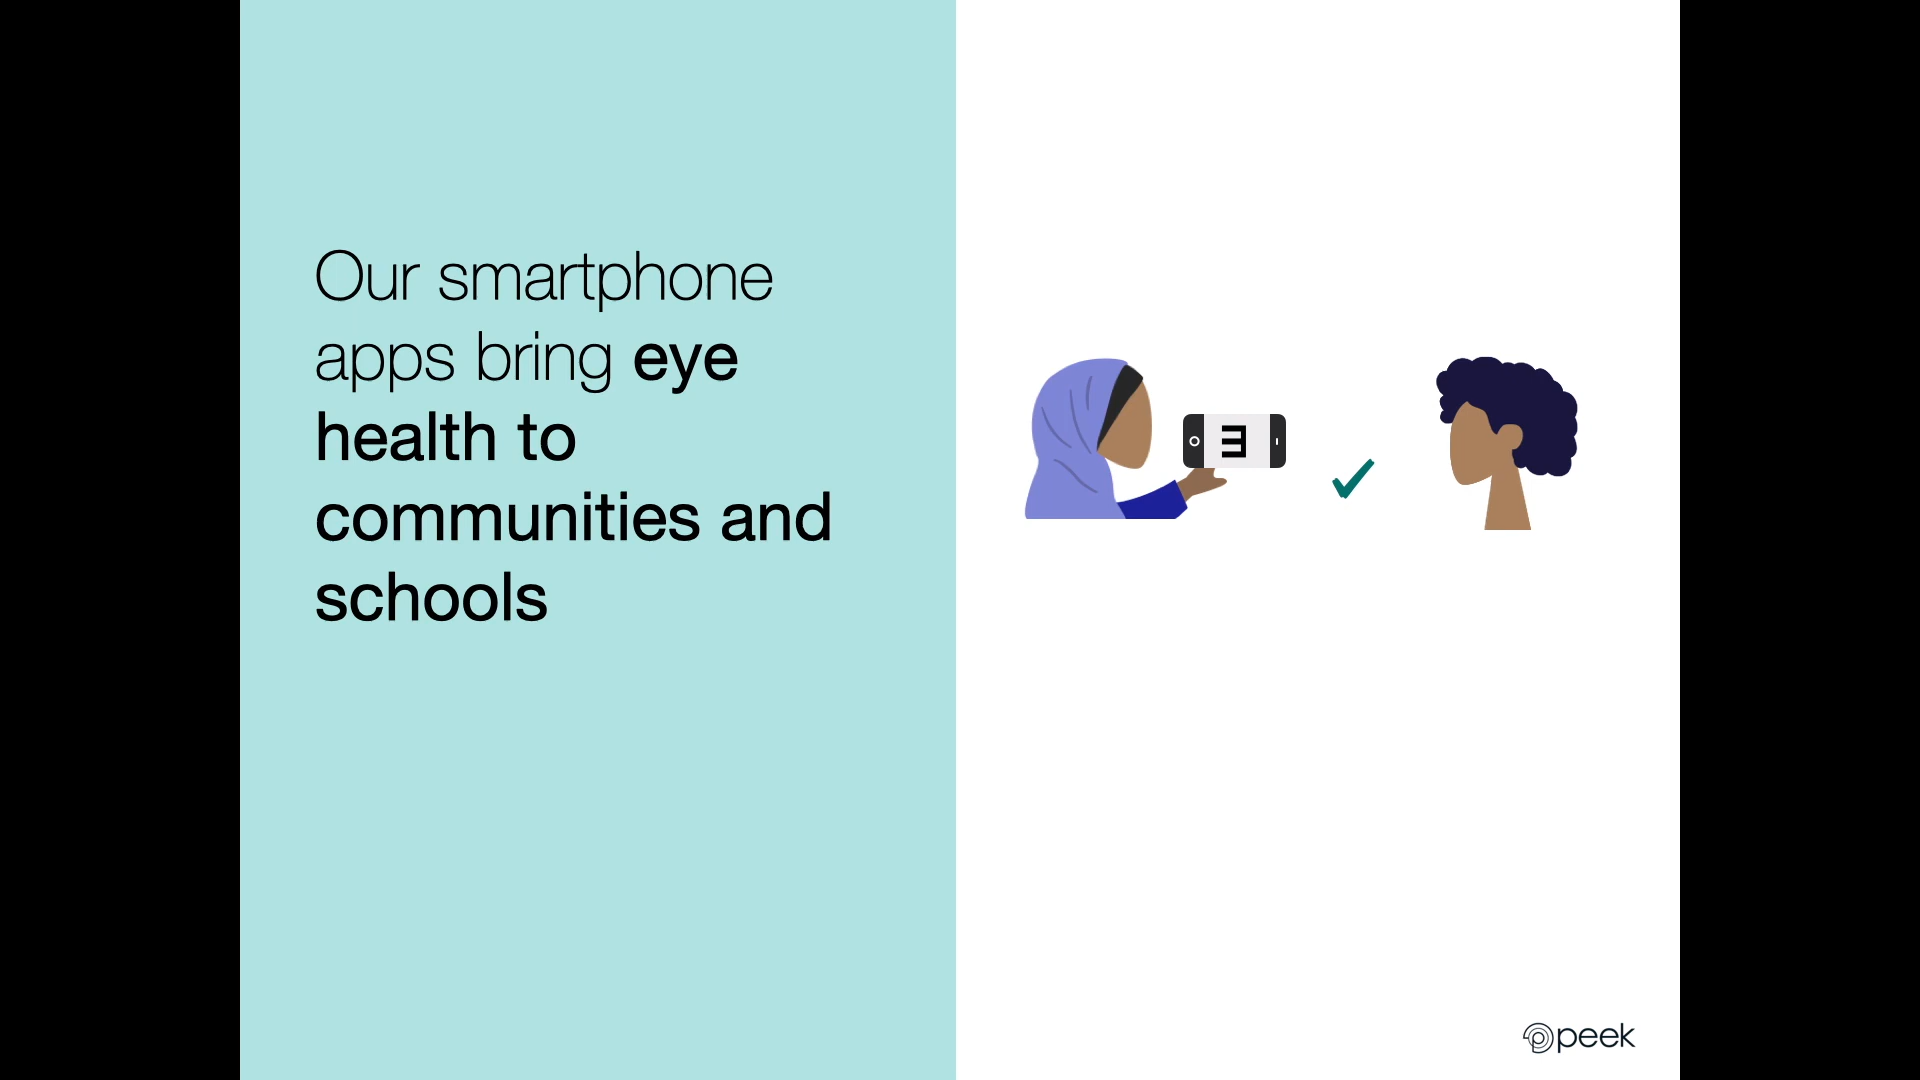 Our smartphone
apps bring eye
health to
communities and
schools
E
peek